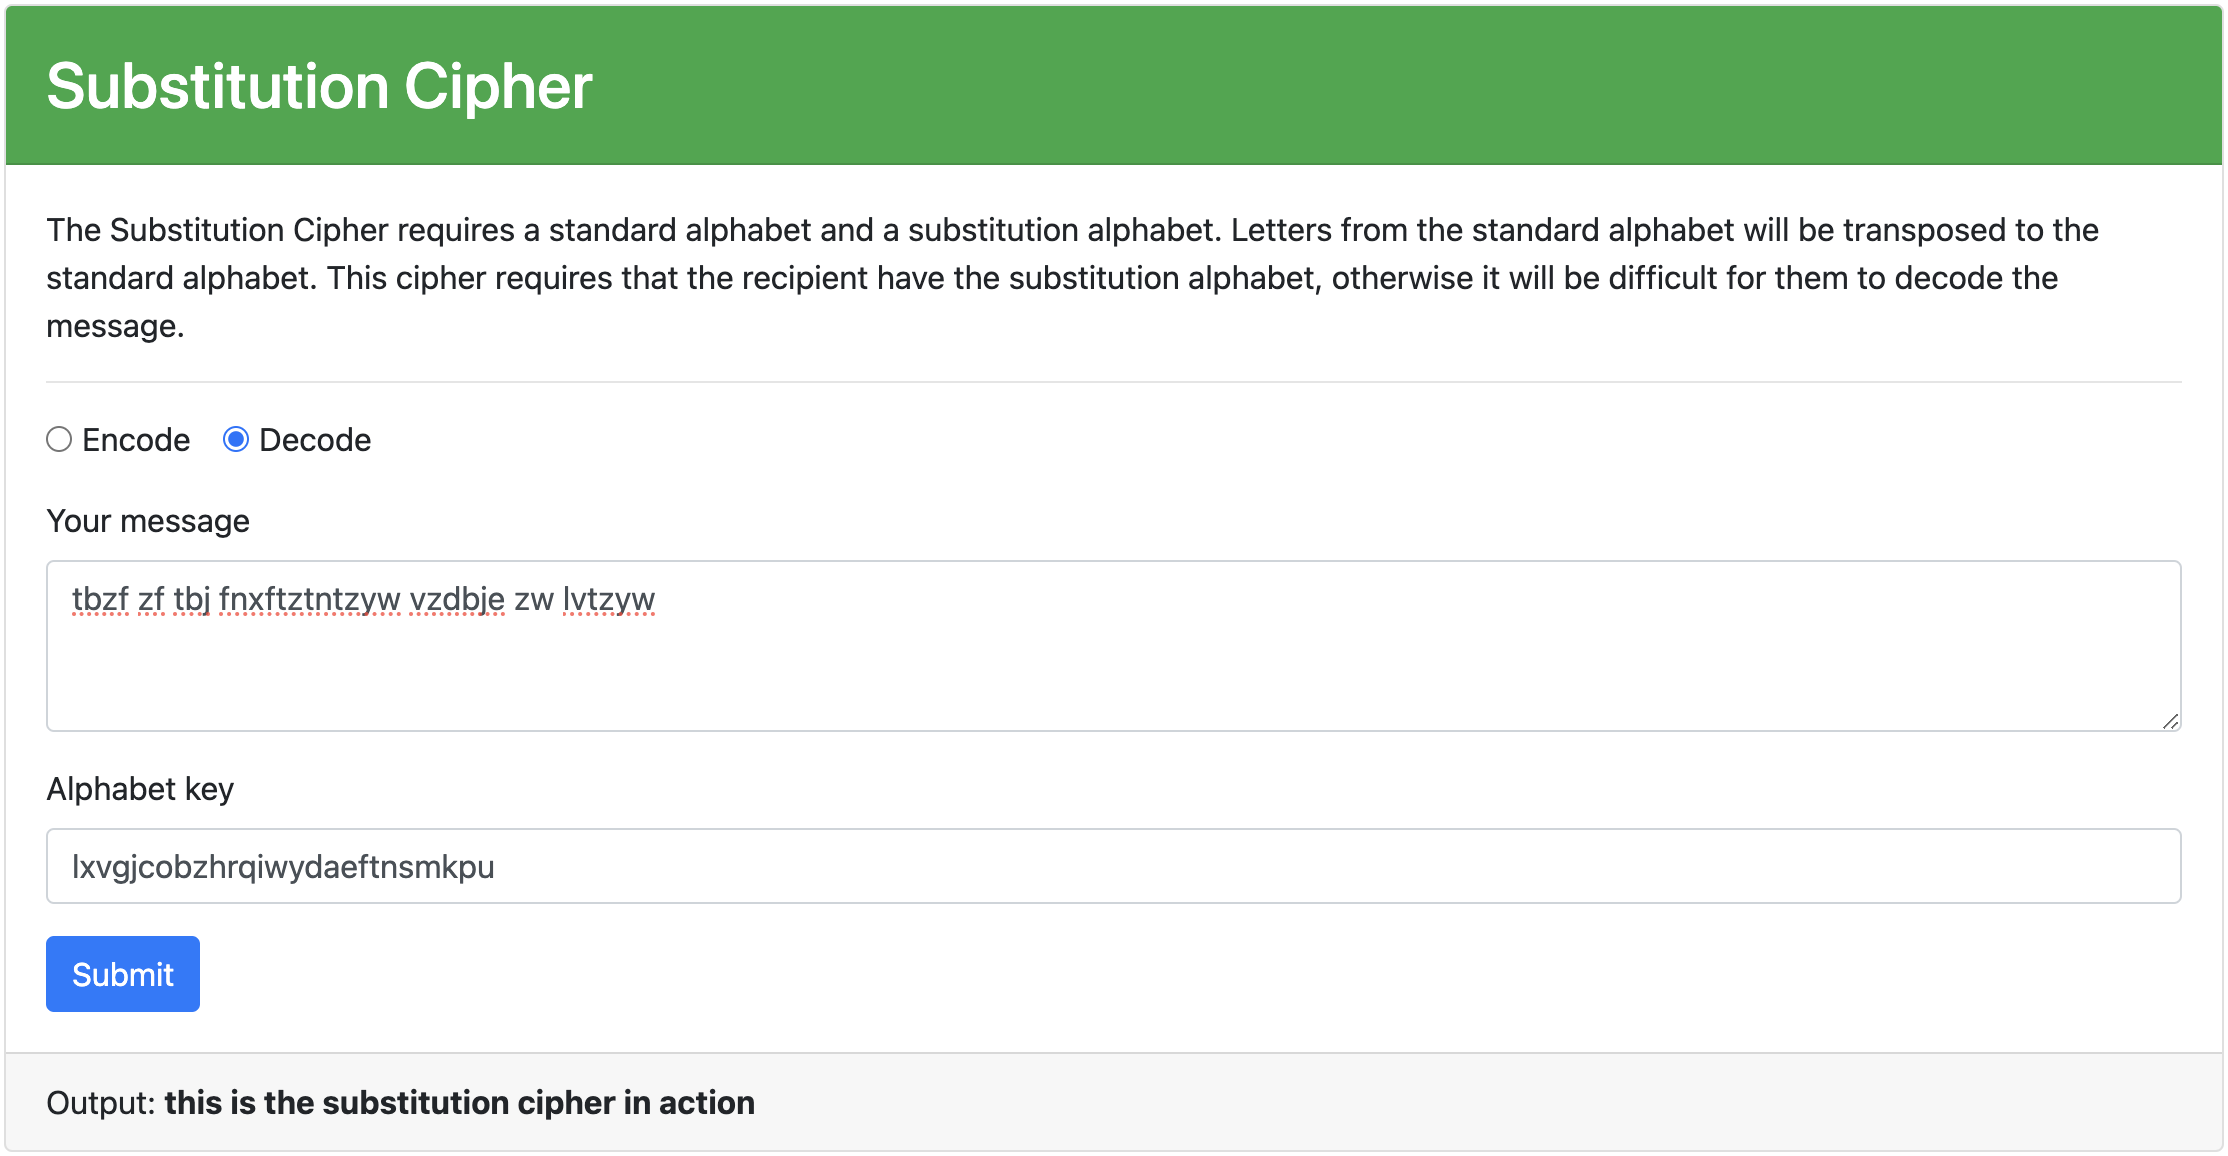 Substitution Cipher
The Substitution Cipher requires a standard alphabet and a substitution alphabet. Letters from the standard alphabet will be transposed to the
standard alphabet. This cipher requires that the recipient have the substitution alphabet, otherwise it will be difficult for them to decode the
message.
Encode Decode
Your message
tbzf zf tbj fnxftztntzyw vzdbje zw lvtzyw
Alphabet key
lxvgjcobzhrqiwydaeftnsmkpu
Submit
Output: this is the substitution cipher in action